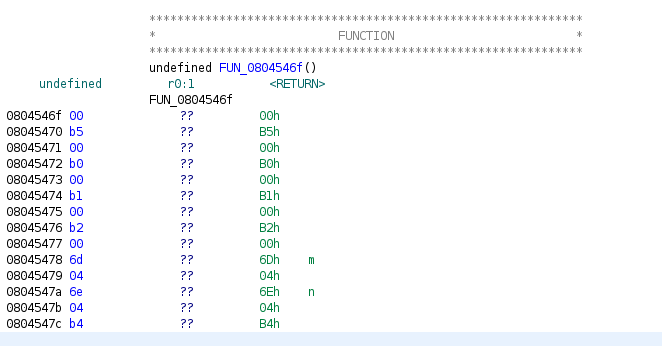 **************************************************************
* FUNCTION *
**************************************************************
undefined FUN_0804546f()
undefined r0:1 <RETURN>
FUN_0804546f
0804546f 00 ?? 00h
08045470 b5 ?? B5h
08045471 00 ?? 00h
08045472 b0 ?? B0h
08045473 00 ?? 00h
08045474 b1 ?? B1h
08045475 00 ?? 00h
08045476 b2 ?? B2h
08045477 00 ?? 00h
08045478 6d ?? 6Dh m
08045479 04 ?? 04h
0804547a 6e ?? 6Eh n
0804547b 04 ?? 04h
0804547c b4 ?? B4h